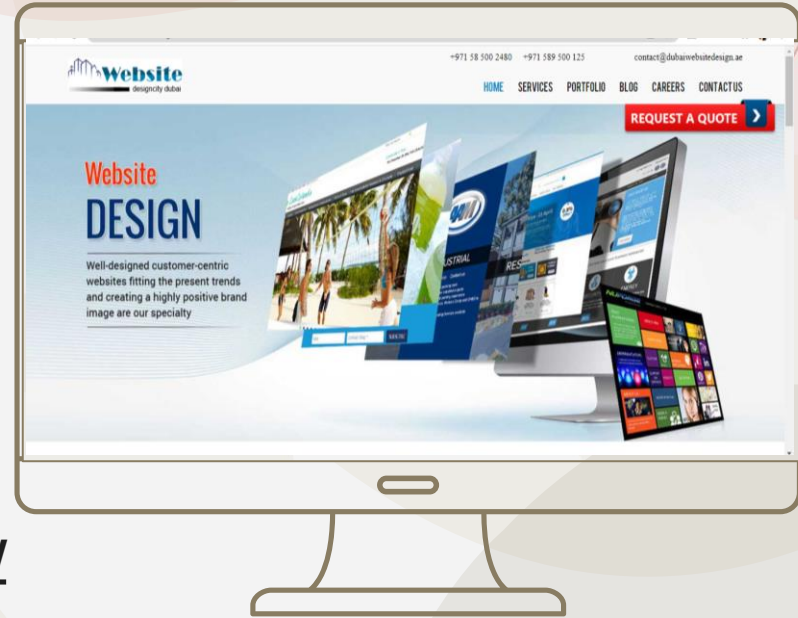 +971 58 500 2480 +971 589 500 125 contact@dubaiwebsitedesign.ae
Website
designcity dubai
HOME SERVICES PORTFOLIO BLOG CAREERS CONTACT US
REQUEST A QUOTE
Website
DESIGN
Well-designed customer-centric
websites fitting the present trends
and creating a highly positive brand
image are our specialty